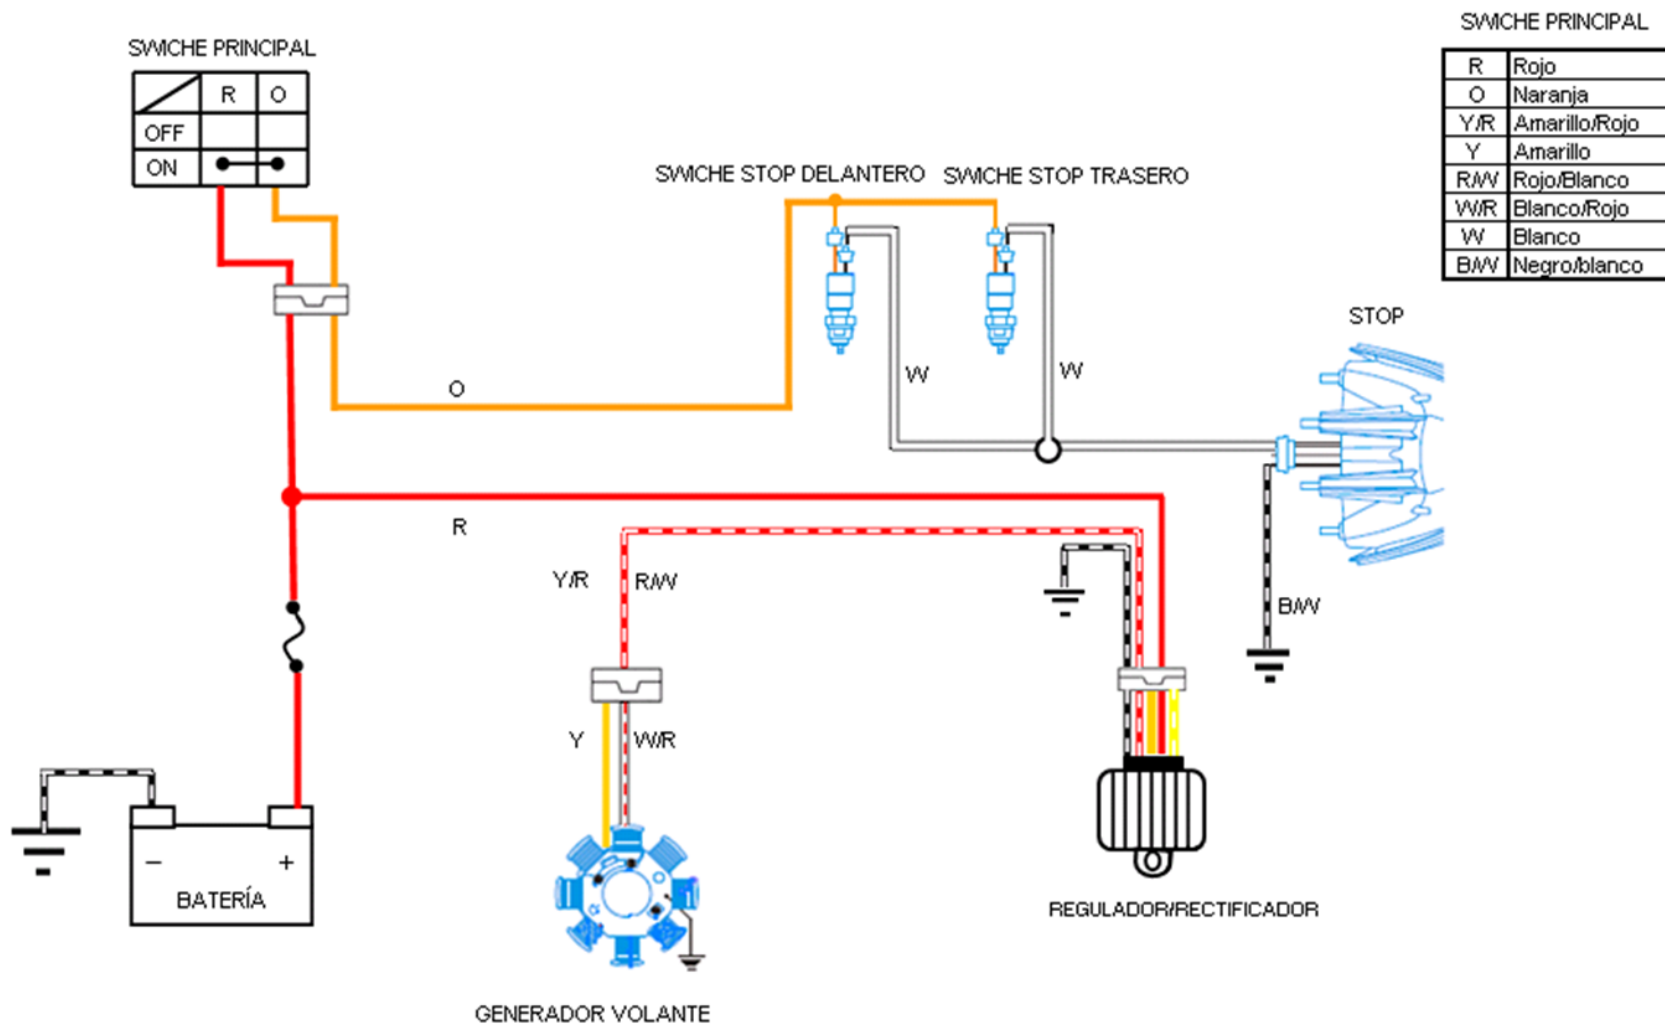 SWICHE PRINCIPAL
R O
OFF
ON
SWICHE PRINCIPAL
R Rojo
O Naranja
Y/R Amarillo/Rojo
Y Amarillo
R/W Rojo/Blanco
W/R Blanco/Rojo
W Blanco
B/W Negro/blanco
SWICHE STOP DELANTERO
SWICHE STOP TRASERO
STOP
O
W
W
R
Y/R
R/W
B/W
Y
W/R
− +
BATERÍA
REGULADOR/RECTIFICADOR
GENERADOR VOLANTE